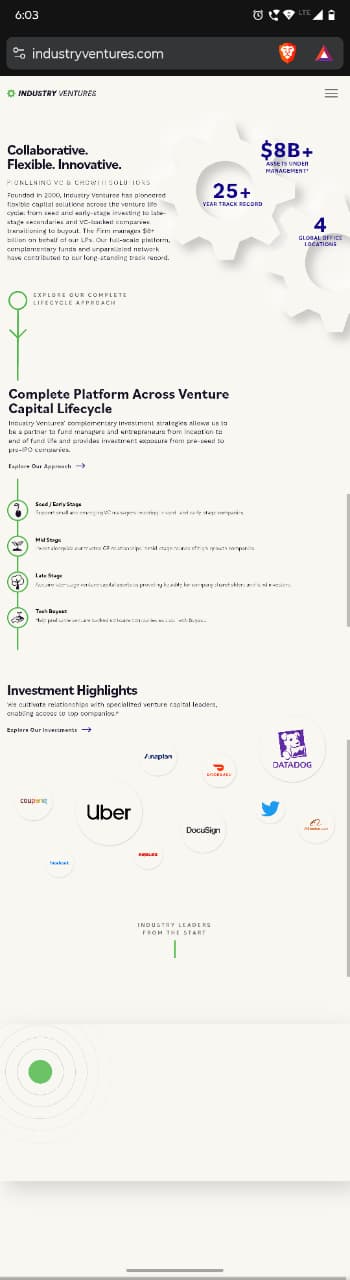 6:03
LTE
industryventures.com
INDUSTRY VENTURES
Collaborative.
Flexible. Innovative.
PIONEERING VC & GROWTH SOLUTIONS
Founded in 2000, Industry Ventures has pioneered
flexible capital solutions across the venture life
cycle: from seed and early-stage investing to late-
stage secondaries and VC-backed companies
transitioning to buyout. The Firm manages $8+
billion on behalf of our LPs. Our full-scale platform,
complementary funds and unparalleled network
have contributed to our long-standing track record.
$8B+
ASSETS UNDER
MANAGEMENT*
25+
YEAR TRACK RECORD
4
GLOBAL OFFICE
LOCATIONS
EXPLORE OUR COMPLETE
LIFECYCLE APPROACH
Complete Platform Across Venture
Capital Lifecycle
Industry Ventures' complementary investment strategies allows us to
be a partner to fund managers and entrepreneurs from inception to
end of fund life and provides investment exposure from pre-seed to
pre-IPO companies.
Explore Our Approach
Seed / Early Stage
Mid Stage
Late Stage
Tech Buyout
Investment Highlights
We cultivate relationships with specialized venture capital leaders,
enabling access to top companies.*
Explore Our Investments
Anaplan
DOORDASH
DATADOG
coupang
Uber
DocuSign
Alibaba.com
INDUSTRY LEADERS
FROM THE START